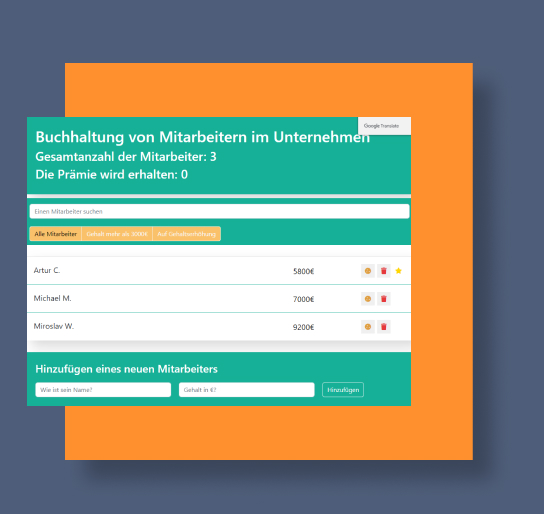 Google Translate
Buchhaltung von Mitarbeitern im Unternehmen
Gesamtanzahl der Mitarbeiter: 3
Die Prämie wird erhalten: 0
Einen Mitarbeiter suchen
Alle Mitarbeiter Gehalt mehr als 3000€ Auf Gehaltserhöhung
Artur C. 5800€
Michael M. 7000€
Miroslav W. 9200€
Hinzufügen eines neuen Mitarbeiters
Wie ist sein Name? Gehalt in €? Hinzufügen